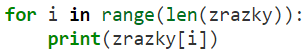 for i in range(len(zrazky)):
    print(zrazky[i])